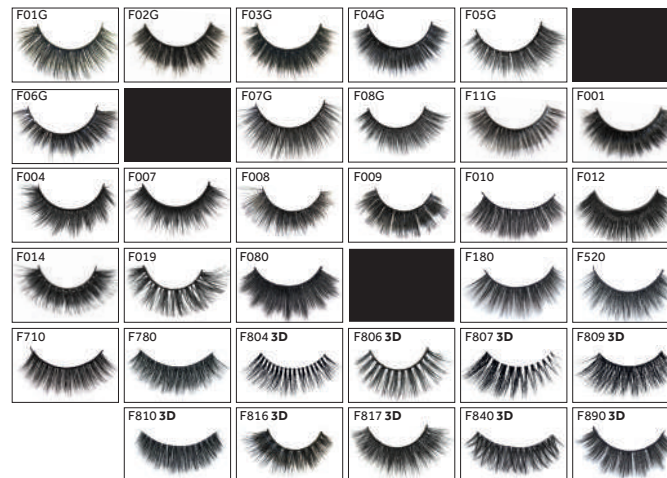 F01G
F02G
F03G
F04G
F05G
F06G
F07G
F08G
F11G
F001
F004
F007
F008
F009
F010
F012
F014
F019
F080
F180
F520
F710
F780
F804 3D
F806 3D
F807 3D
F809 3D
F810 3D
F816 3D
F817 3D
F840 3D
F890 3D